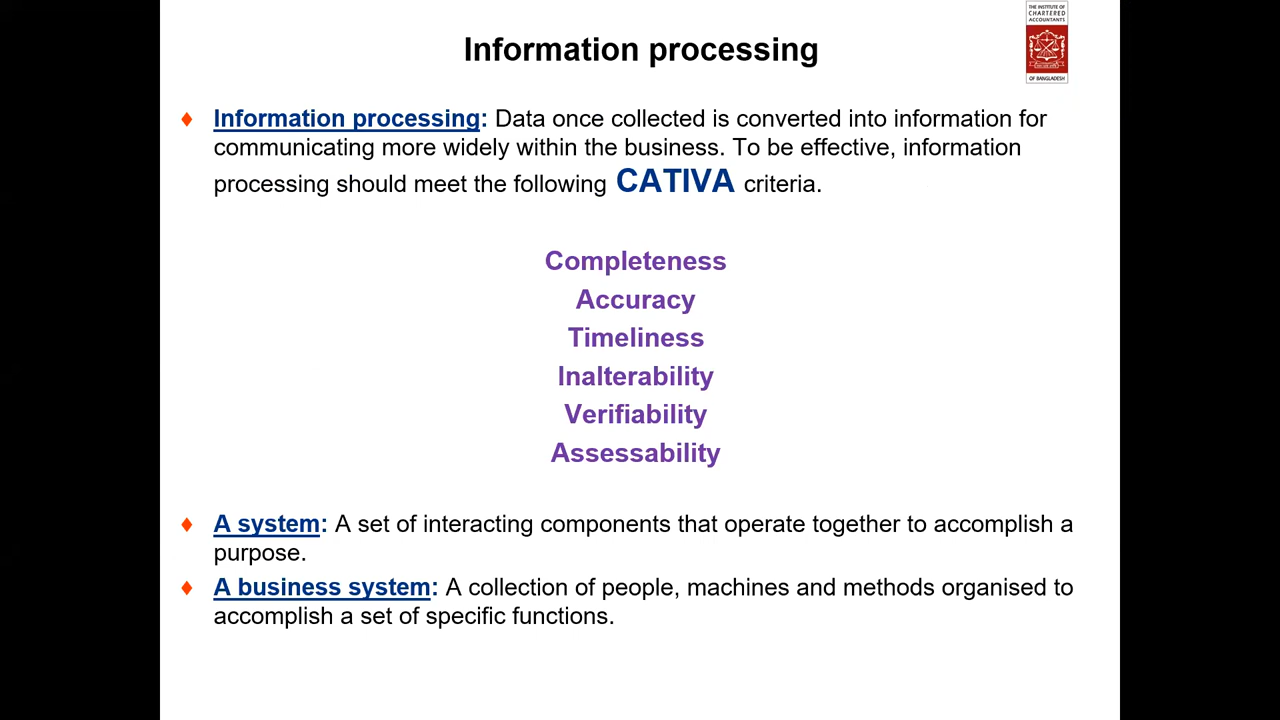 Information processing
THE INSTITUTE OF
CHARTERED
ACCOUNTANTS
OF BANGLADESH
♦ Information processing: Data once collected is converted into information for
communicating more widely within the business. To be effective, information
processing should meet the following CATIVA criteria.
Completeness
Accuracy
Timeliness
Inalterability
Verifiability
Assessability
♦ A system: A set of interacting components that operate together to accomplish a
purpose.
♦ A business system: A collection of people, machines and methods organised to
accomplish a set of specific functions.